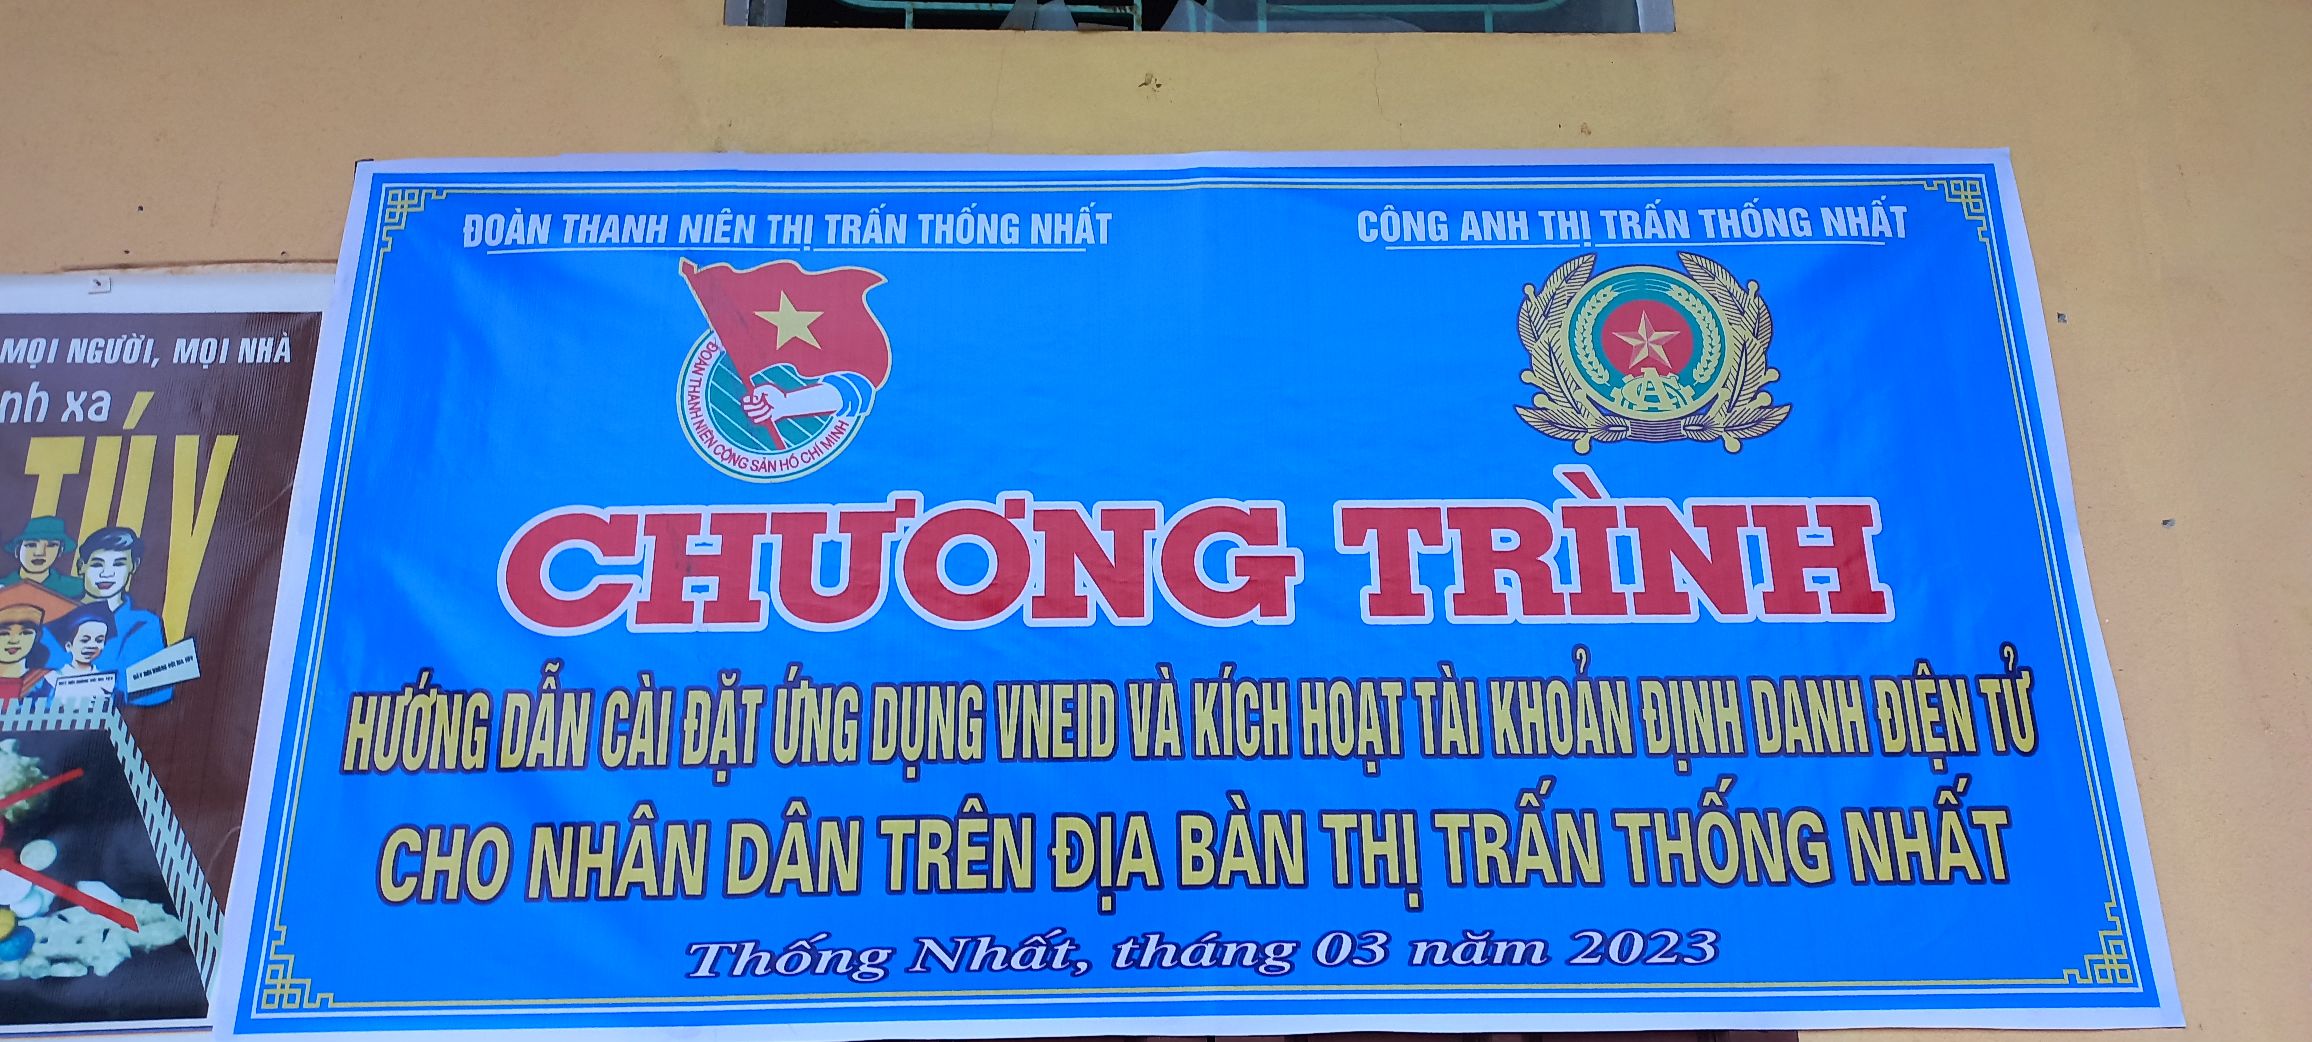 ĐOÀN THANH NIÊN THỊ TRẤN THỐNG NHẤT
CÔNG ANH THỊ TRẤN THỐNG NHẤT
ĐOÀN THANH NIÊN CỘNG SẢN HỒ CHÍ MINH
CA
CHƯƠNG TRÌNH
HƯỚNG DẪN CÀI ĐẶT ỨNG DỤNG VNEID VÀ KÍCH HOẠT TÀI KHOẢN ĐỊNH DANH ĐIỆN TỬ
CHO NHÂN DÂN TRÊN ĐỊA BÀN THỊ TRẤN THỐNG NHẤT
Thống Nhất, tháng 03 năm 2023
MỌI NGƯỜI, MỌI NHÀ
nh xa
TÚY